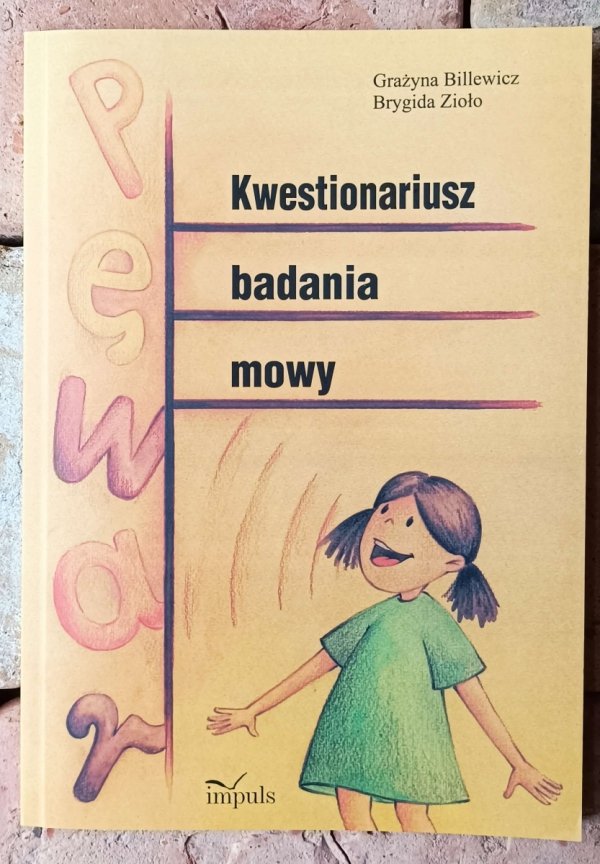 Grażyna Billewicz
Brygida Zioło
Kwestionariusz
badania
mowy
p
ę
w
a
r
impuls